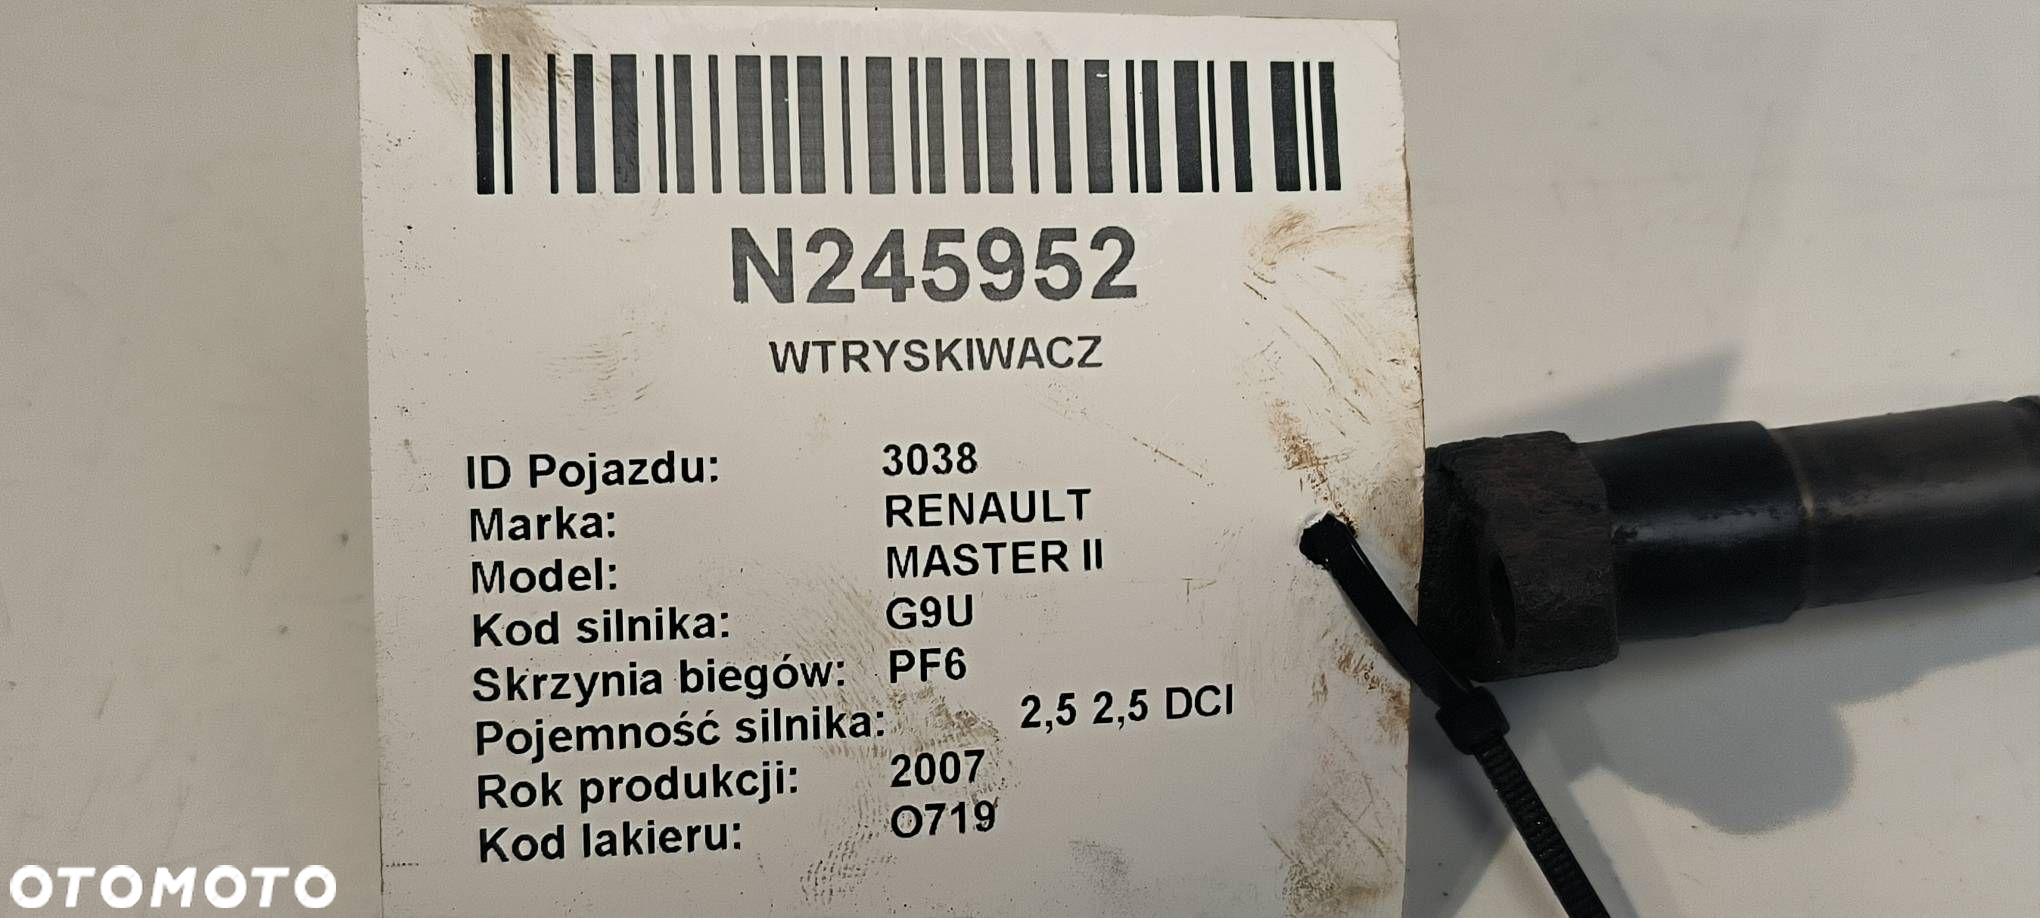 N245952
WTRYSKIWACZ
ID Pojazdu: 3038
Marka: RENAULT
Model: MASTER II
Kod silnika: G9U
Skrzynia biegów: PF6
Pojemność silnika: 2,5 2,5 DCI
Rok produkcji: 2007
Kod lakieru: O719
OTOMOTO